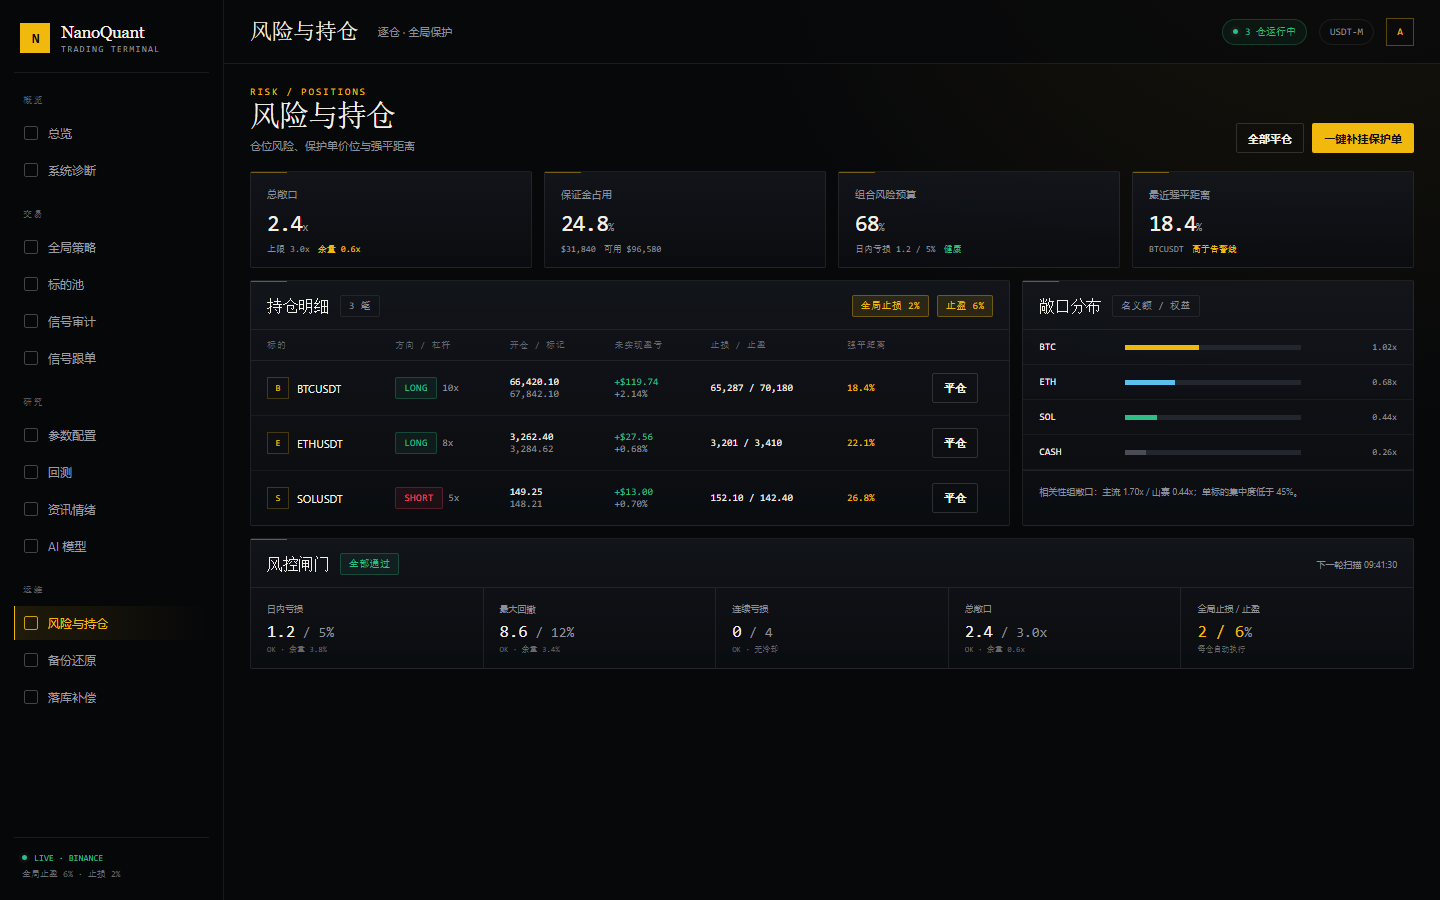 N
NanoQuant
TRADING TERMINAL
概览
总览
系统诊断
交易
全局策略
标的池
信号审计
信号跟单
研究
参数配置
回测
资讯情绪
AI 模型
运维
风险与持仓
备份还原
落库补偿
LIVE · BINANCE
全局止盈 6% · 止损 2%
风险与持仓
逐仓 · 全局保护
3 仓运行中
USDT-M
A
RISK / POSITIONS
风险与持仓
仓位风险、保护单价位与强平距离
全部平仓
一键补挂保护单
总敞口
2.4x
上限 3.0x 余量 0.6x
保证金占用
24.8%
$31,840 可用 $96,580
组合风险预算
68%
日内亏损 1.2 / 5% 健康
最近强平距离
18.4%
BTCUSDT 高于告警线
持仓明细
3 笔
全局止损 2%
止盈 6%
标的
方向 / 杠杆
开仓 / 标记
未实现盈亏
止损 / 止盈
强平距离
B
BTCUSDT
LONG 10x
66,420.10
67,842.10
+$119.74
+2.14%
65,287 / 70,180
18.4%
平仓
E
ETHUSDT
LONG 8x
3,262.40
3,284.62
+$27.56
+0.68%
3,201 / 3,410
22.1%
平仓
S
SOLUSDT
SHORT 5x
149.25
148.21
+$13.00
+0.70%
152.10 / 142.40
26.8%
平仓
敞口分布
名义额 / 权益
BTC
1.02x
ETH
0.68x
SOL
0.44x
CASH
0.26x
相关性组敞口：主流 1.70x / 山寨 0.44x；单标的集中度低于 45%。
风控闸门
全部通过
下一轮扫描 09:41:30
日内亏损
1.2 / 5%
OK · 余量 3.8%
最大回撤
8.6 / 12%
OK · 余量 3.4%
连续亏损
0 / 4
OK · 无冷却
总敞口
2.4 / 3.0x
OK · 余量 0.6x
全局止损 / 止盈
2 / 6%
每仓自动执行